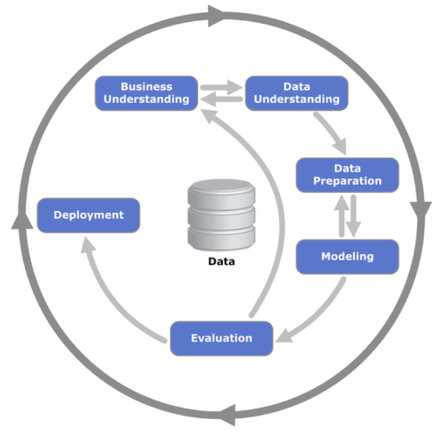 Business
Understanding
Data
Understanding
Data
Preparation
Deployment
Data
Modeling
Evaluation